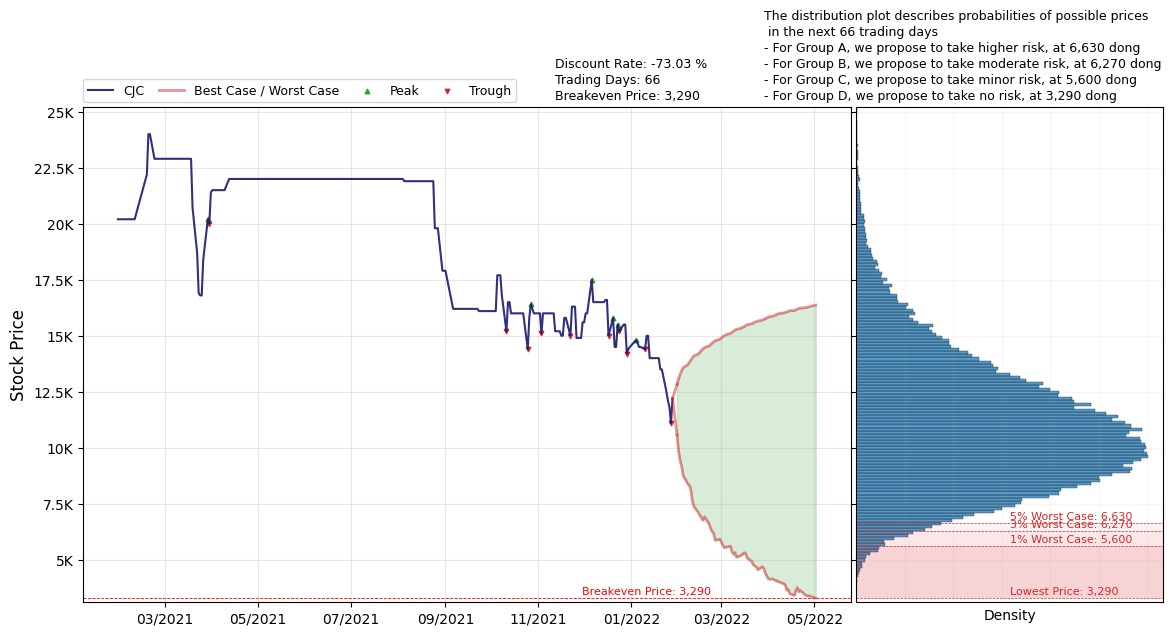 The distribution plot describes probabilities of possible prices
in the next 66 trading days
- For Group A, we propose to take higher risk, at 6,630 dong
- For Group B, we propose to take moderate risk, at 6,270 dong
- For Group C, we propose to take minor risk, at 5,600 dong
- For Group D, we propose to take no risk, at 3,290 dong
Discount Rate: -73.03 %
Trading Days: 66
Breakeven Price: 3,290
CJC
Best Case / Worst Case
Peak
Trough
Stock Price
25K
22.5K
20K
17.5K
15K
12.5K
10K
7.5K
5K
Breakeven Price: 3,290
03/2021
05/2021
07/2021
09/2021
11/2021
01/2022
03/2022
05/2022
5% Worst Case: 6,630
3% Worst Case: 6,270
1% Worst Case: 5,600
Lowest Price: 3,290
Density